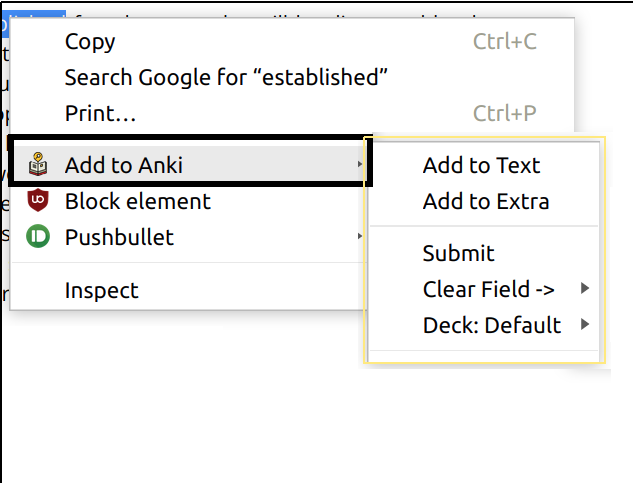 Copy Ctrl+C
Search Google for “established”
Print… Ctrl+P
Add to Anki
Block element
Pushbullet
Inspect
Add to Text
Add to Extra
Submit
Clear Field ->
Deck: Default